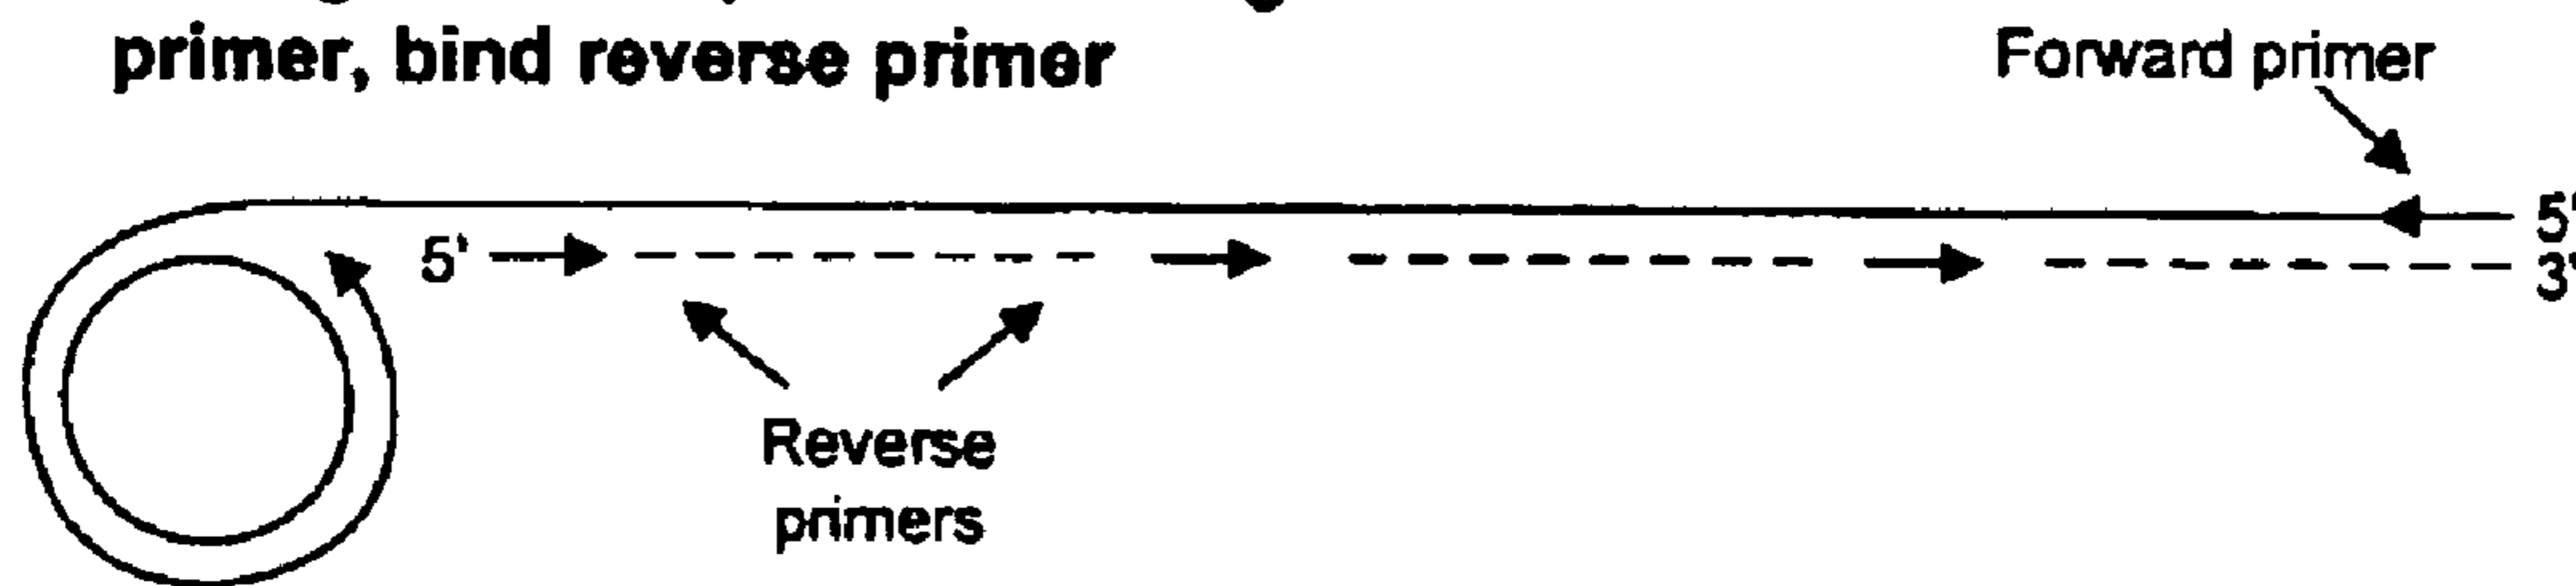 primer, bind reverse primer
Forward primer
5'
5'
3'
Reverse
primers